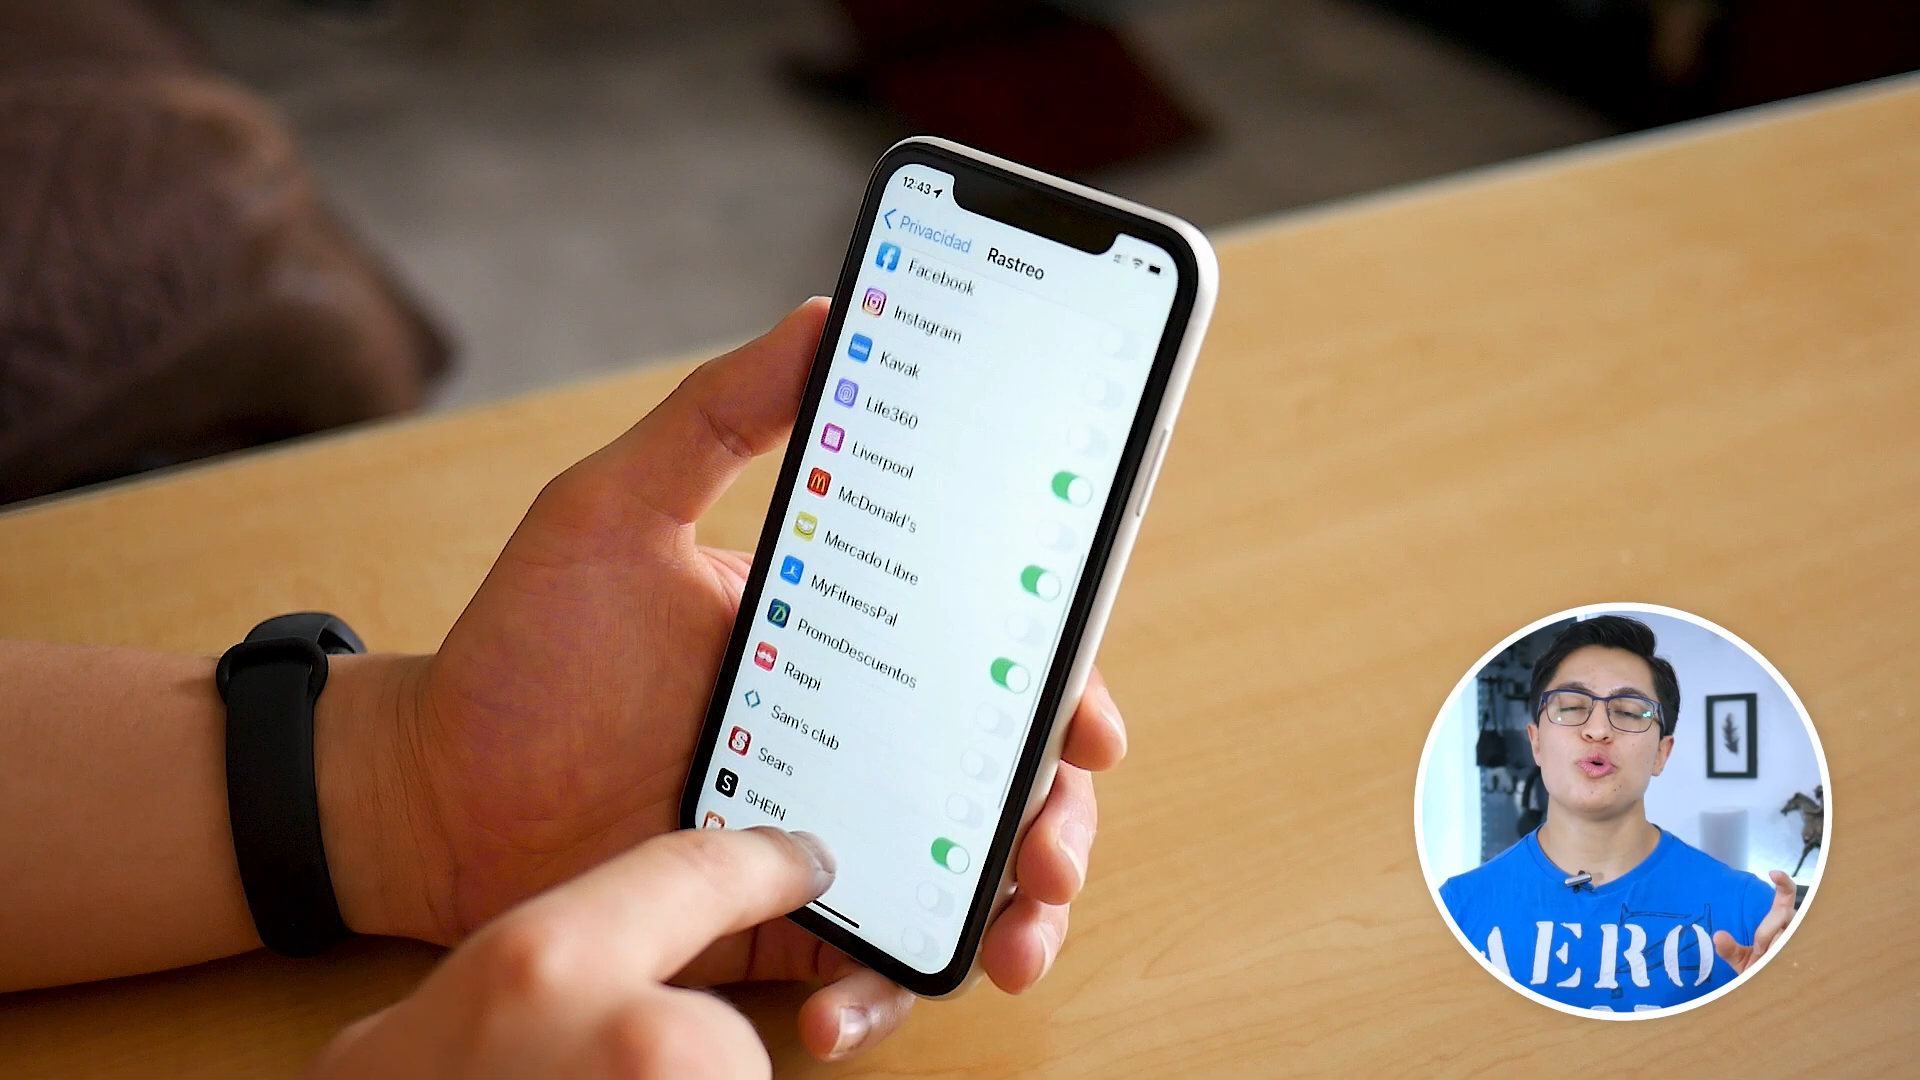 12:43
Privacidad
Rastreo
Facebook
Instagram
Kavak
Life360
Liverpool
McDonald's
Mercado Libre
MyFitnessPal
PromoDescuentos
Rappi
Sam's club
Sears
SHEIN
AERO